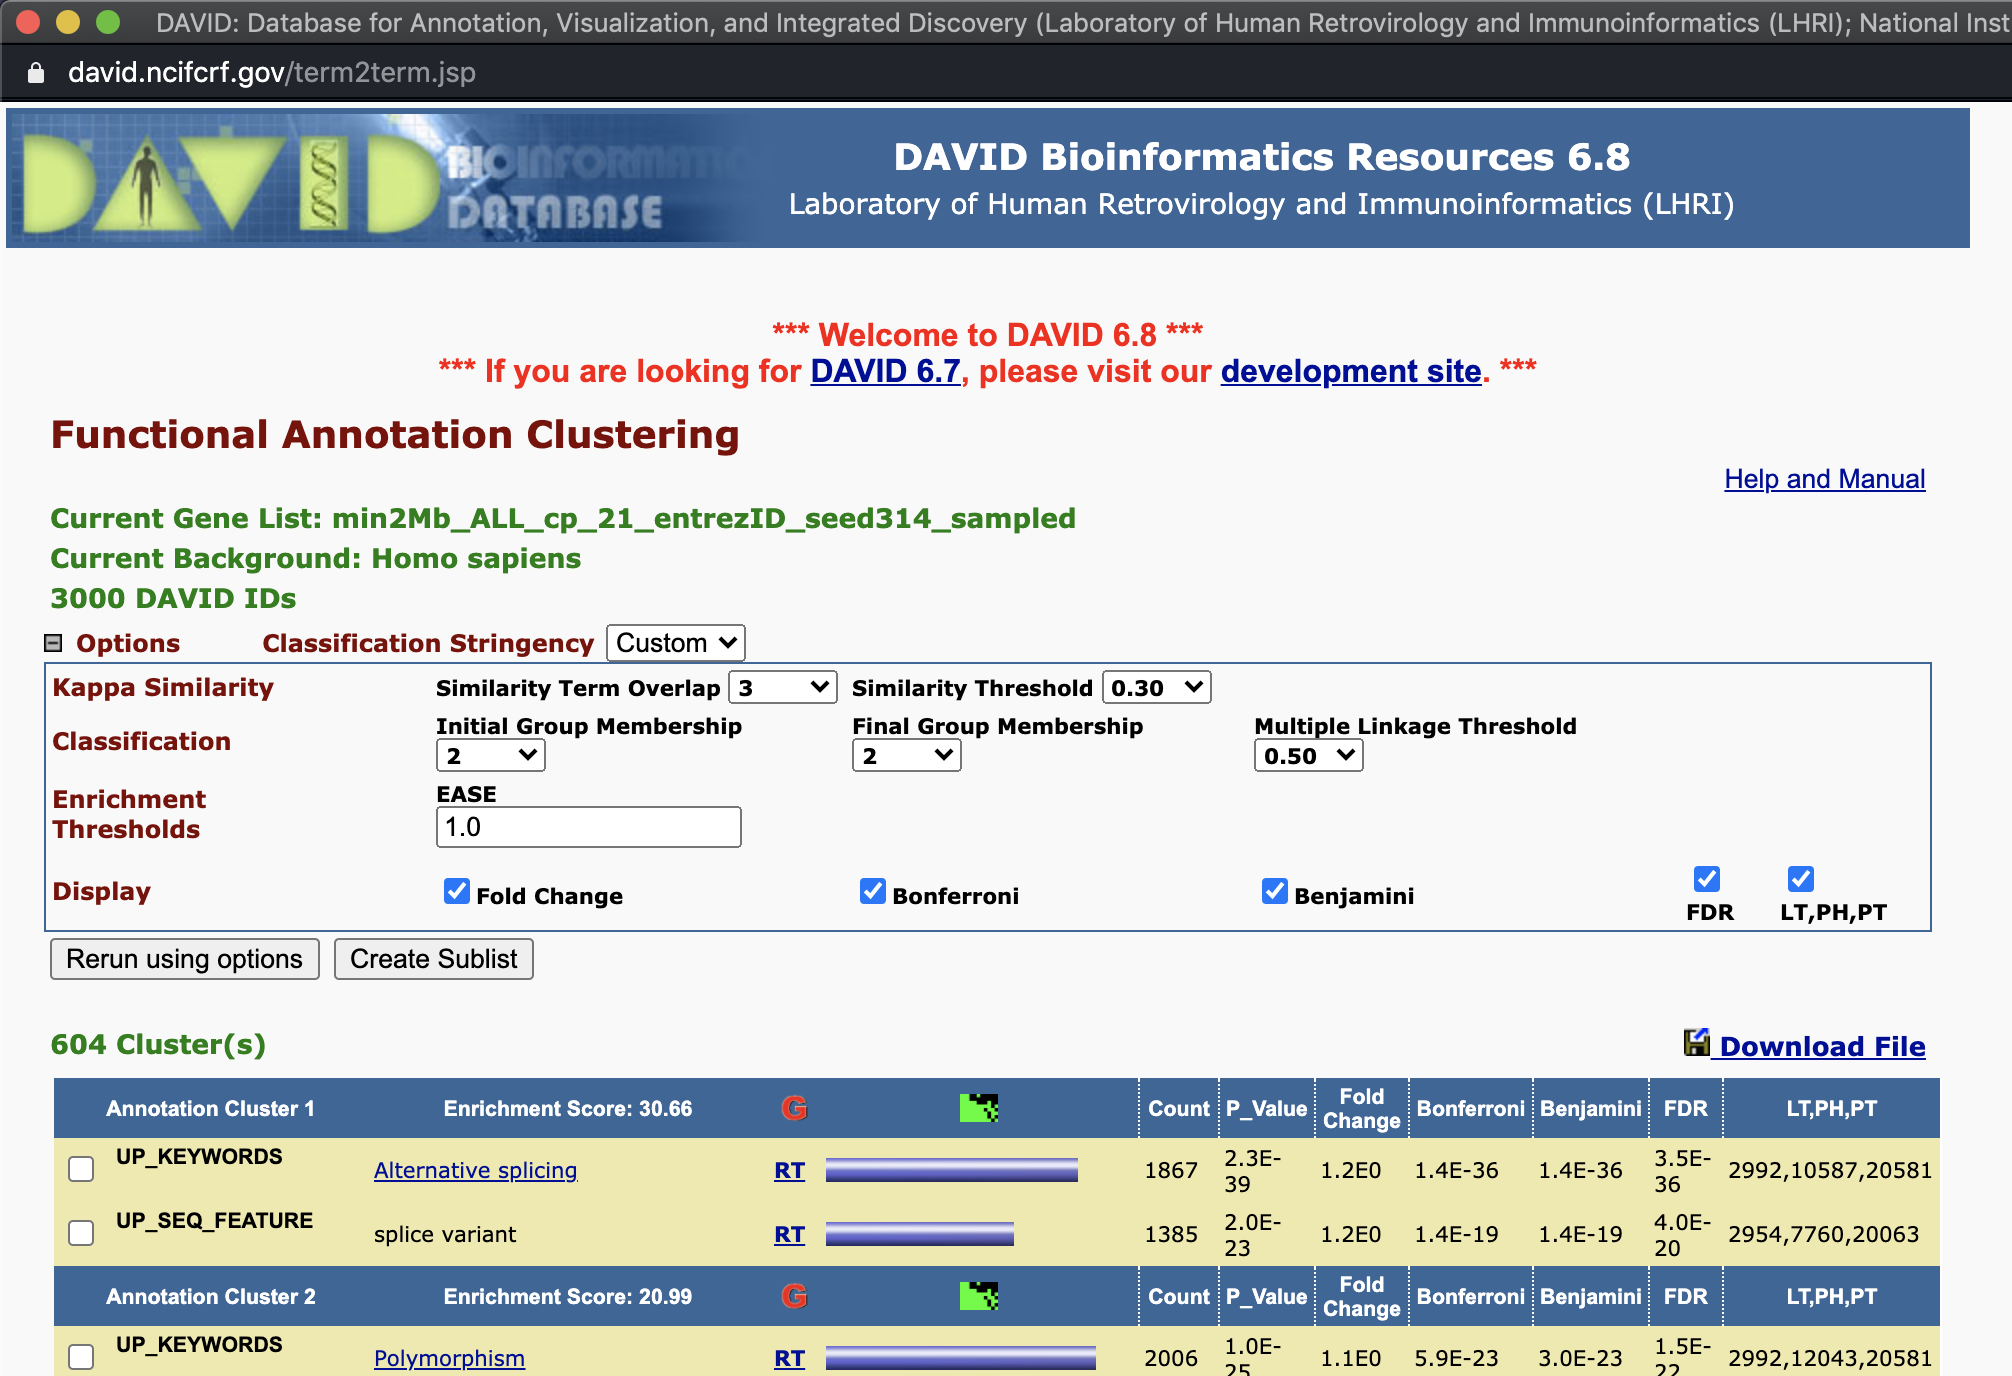 DAVID: Database for Annotation, Visualization, and Integrated Discovery (Laboratory of Human Retrovirology and Immunoinformatics (LHRI); National Inst
david.ncifcrf.gov/term2term.jsp
DAVID BIOINFORMATIC DATABASE
DAVID Bioinformatics Resources 6.8
Laboratory of Human Retrovirology and Immunoinformatics (LHRI)
*** Welcome to DAVID 6.8 ***
*** If you are looking for DAVID 6.7, please visit our development site. ***
Functional Annotation Clustering
Help and Manual
Current Gene List: min2Mb_ALL_cp_21_entrezID_seed314_sampled
Current Background: Homo sapiens
3000 DAVID IDs
Options Classification Stringency Custom
Kappa Similarity Similarity Term Overlap 3 Similarity Threshold 0.30
Classification Initial Group Membership 2 Final Group Membership 2 Multiple Linkage Threshold 0.50
Enrichment Thresholds EASE 1.0
Display Fold Change Bonferroni Benjamini FDR LT,PH,PT
Rerun using options Create Sublist
604 Cluster(s) Download File
Annotation Cluster 1 Enrichment Score: 30.66 G Count P_Value Fold Change Bonferroni Benjamini FDR LT,PH,PT
UP_KEYWORDS Alternative splicing RT 1867 2.3E-39 1.2E0 1.4E-36 1.4E-36 3.5E-36 2992,10587,20581
UP_SEQ_FEATURE splice variant RT 1385 2.0E-23 1.2E0 1.4E-19 1.4E-19 4.0E-20 2954,7760,20063
Annotation Cluster 2 Enrichment Score: 20.99 G Count P_Value Fold Change Bonferroni Benjamini FDR LT,PH,PT
UP_KEYWORDS Polymorphism RT 2006 1.0E-25 1.1E0 5.9E-23 3.0E-23 1.5E-22 2992,12043,20581